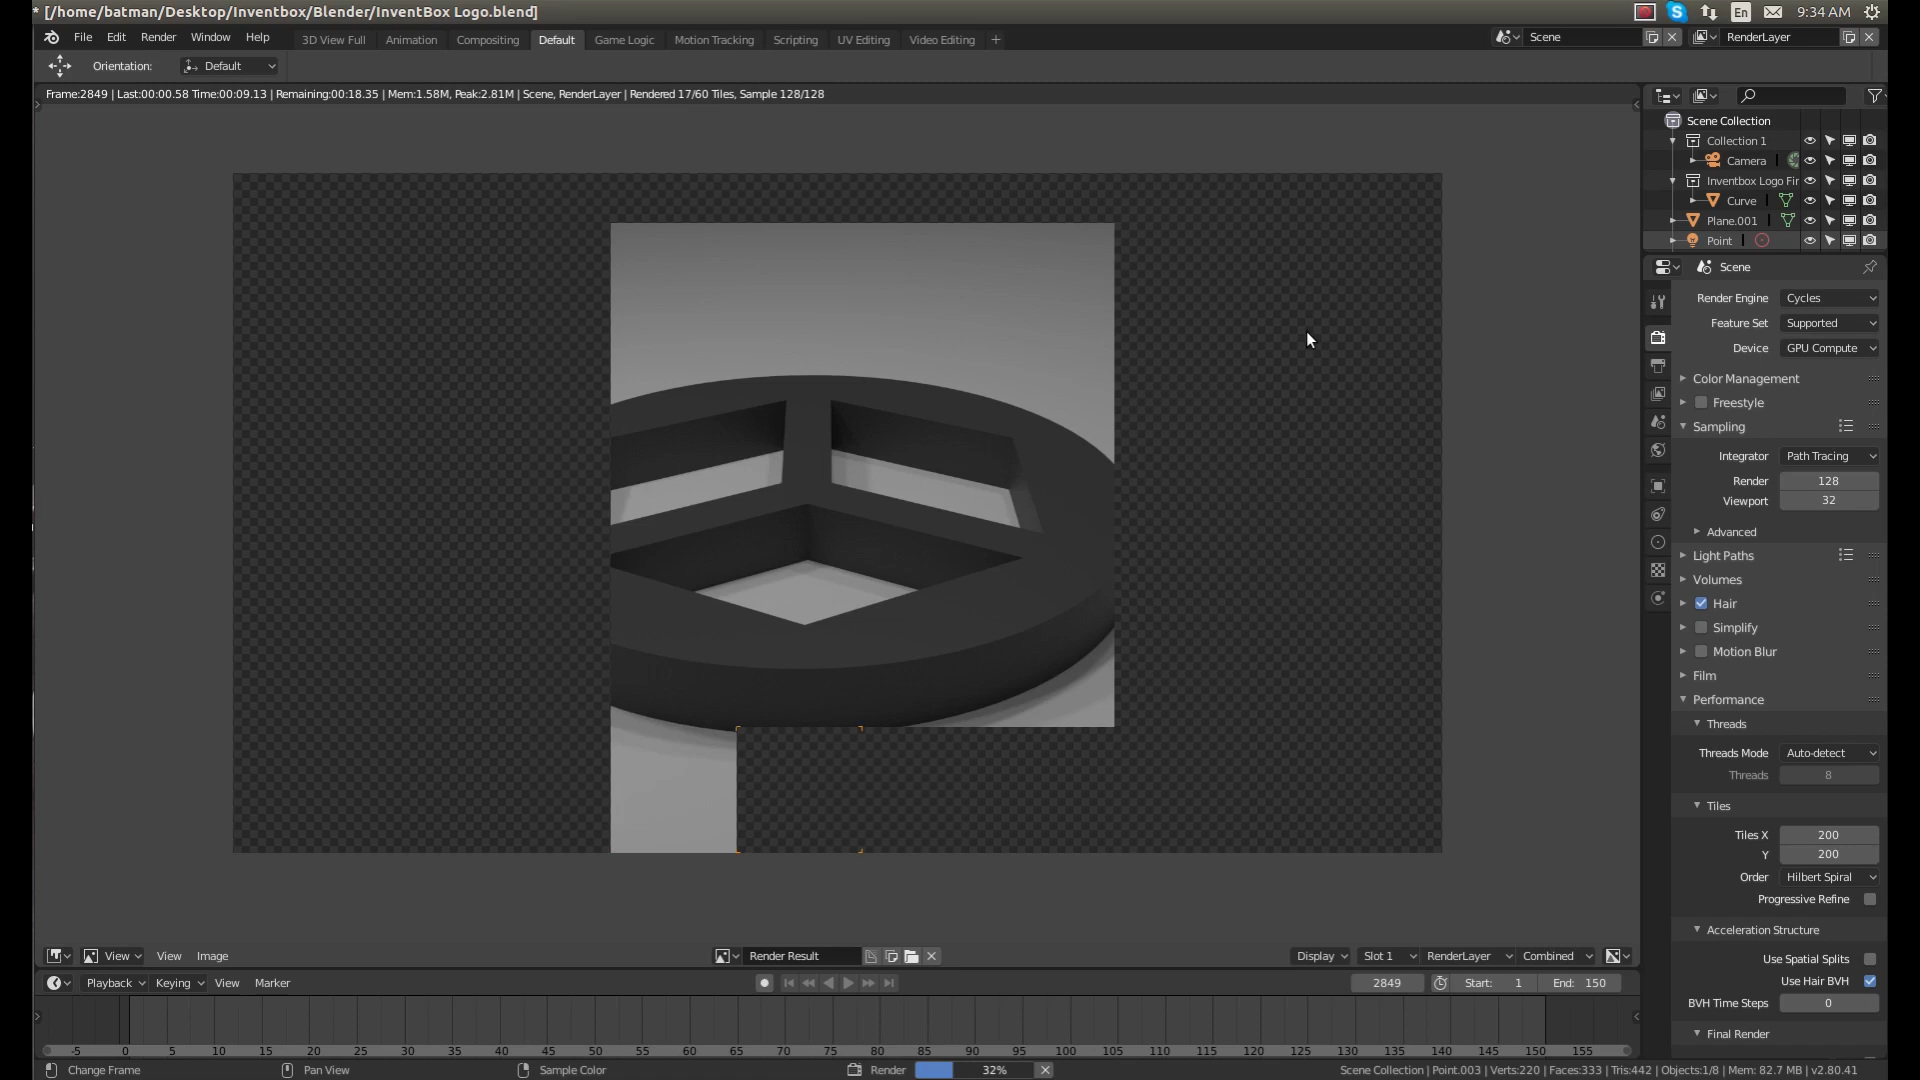 * [/home/batman/Desktop/Inventbox/Blender/InventBox Logo.blend]
En 9:34 AM
File Edit Render Window Help 3D View Full Animation Compositing Default Game Logic Motion Tracking Scripting UV Editing Video Editing + Scene RenderLayer
Orientation: Default
Frame:2849 | Last:00:00.58 Time:00:09.13 | Remaining:00:18.35 | Mem:1.58M, Peak:2.81M | Scene, RenderLayer | Rendered 17/60 Tiles, Sample 128/128
Scene Collection
Collection 1
Camera
Inventbox Logo Fir
Curve
Plane.001
Point
Scene
Render Engine Cycles
Feature Set Supported
Device GPU Compute
Color Management
Freestyle
Sampling
Integrator Path Tracing
Render 128
Viewport 32
Advanced
Light Paths
Volumes
Hair
Simplify
Motion Blur
Film
Performance
Threads
Threads Mode Auto-detect
Threads 8
Tiles
Tiles X 200
Y 200
Order Hilbert Spiral
Progressive Refine
Acceleration Structure
Use Spatial Splits
Use Hair BVH
BVH Time Steps 0
Final Render
View View Image Render Result Display Slot 1 RenderLayer Combined
Playback Keying View Marker 2849 Start: 1 End: 150
-5 0 5 10 15 20 25 30 35 40 45 50 55 60 65 70 75 80 85 90 95 100 105 110 115 120 125 130 135 140 145 150 155
Change Frame Pan View Sample Color Render 32% Scene Collection | Point.003 | Verts:220 | Faces:333 | Tris:442 | Objects:1/8 | Mem: 82.7 MB | v2.80.41